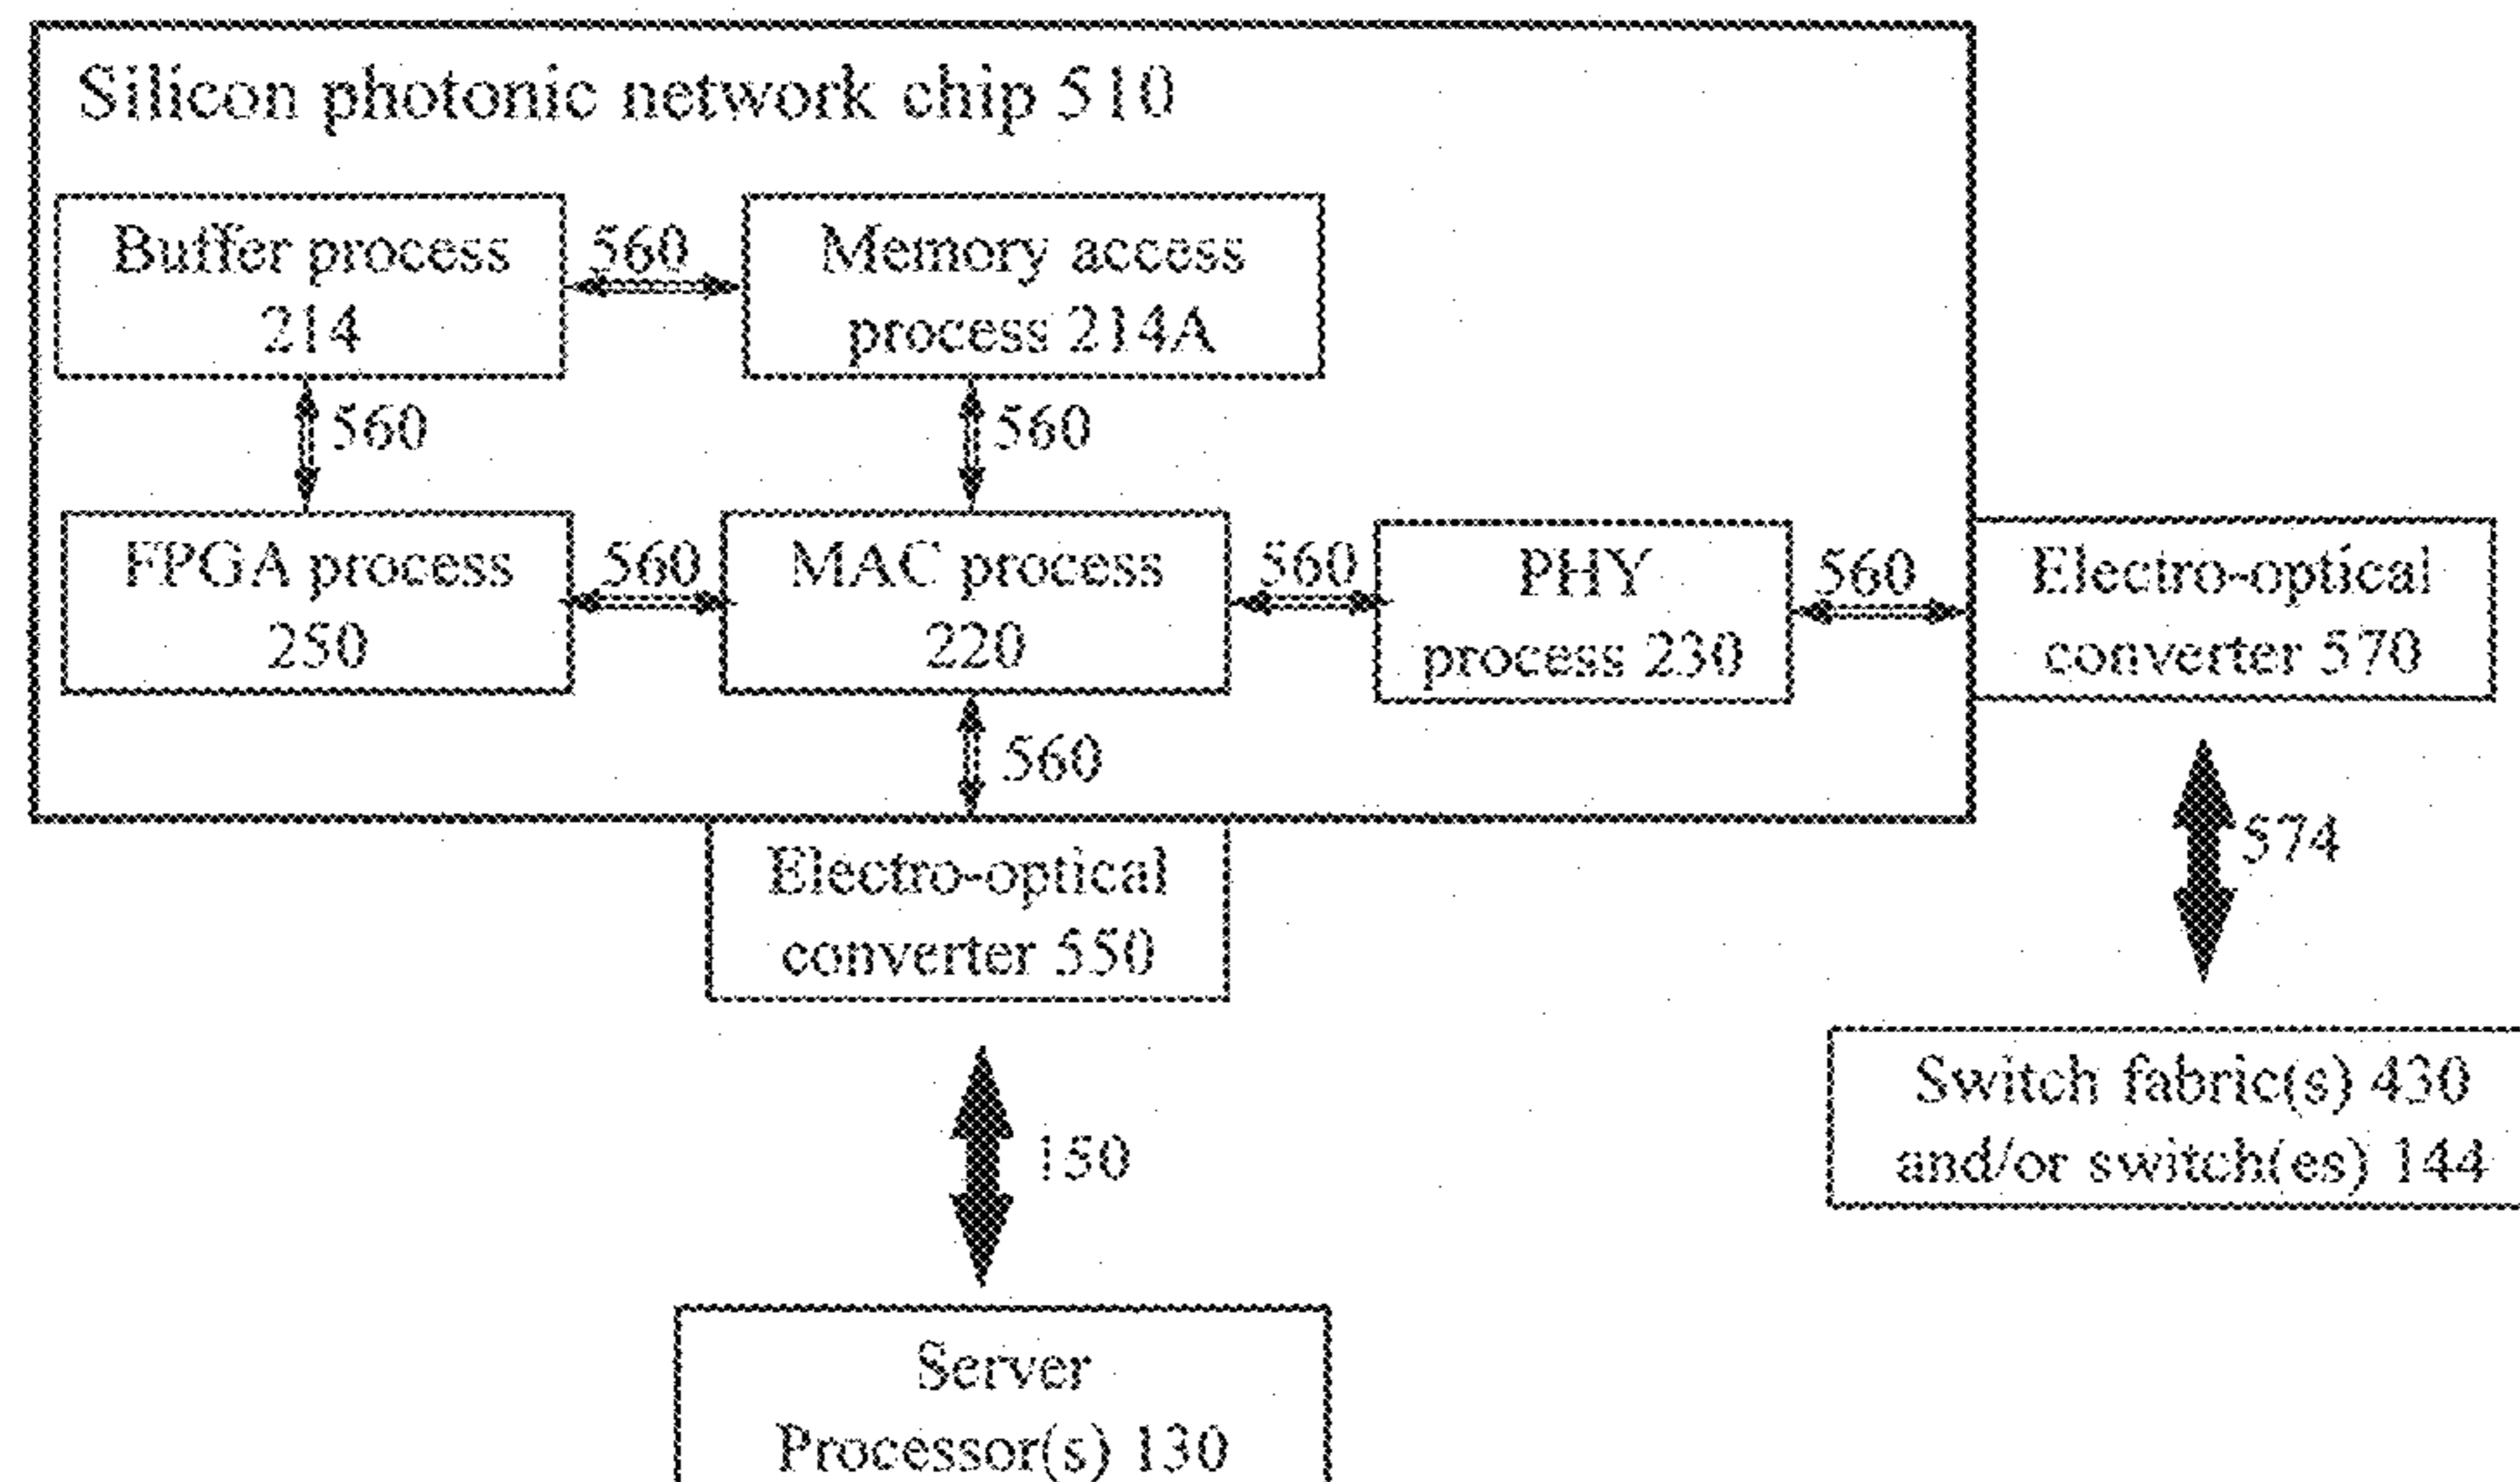 Silicon photonic network chip 510
Buffer process
214
560
Memory access
process 214A
560
560
FPGA process
250
560
MAC process
220
560
PHY
process 230
560
Electro-optical
converter 570
560
574
Electro-optical
converter 550
150
Switch fabric(s) 430
and/or switch(es) 144
Server
Processor(s) 130